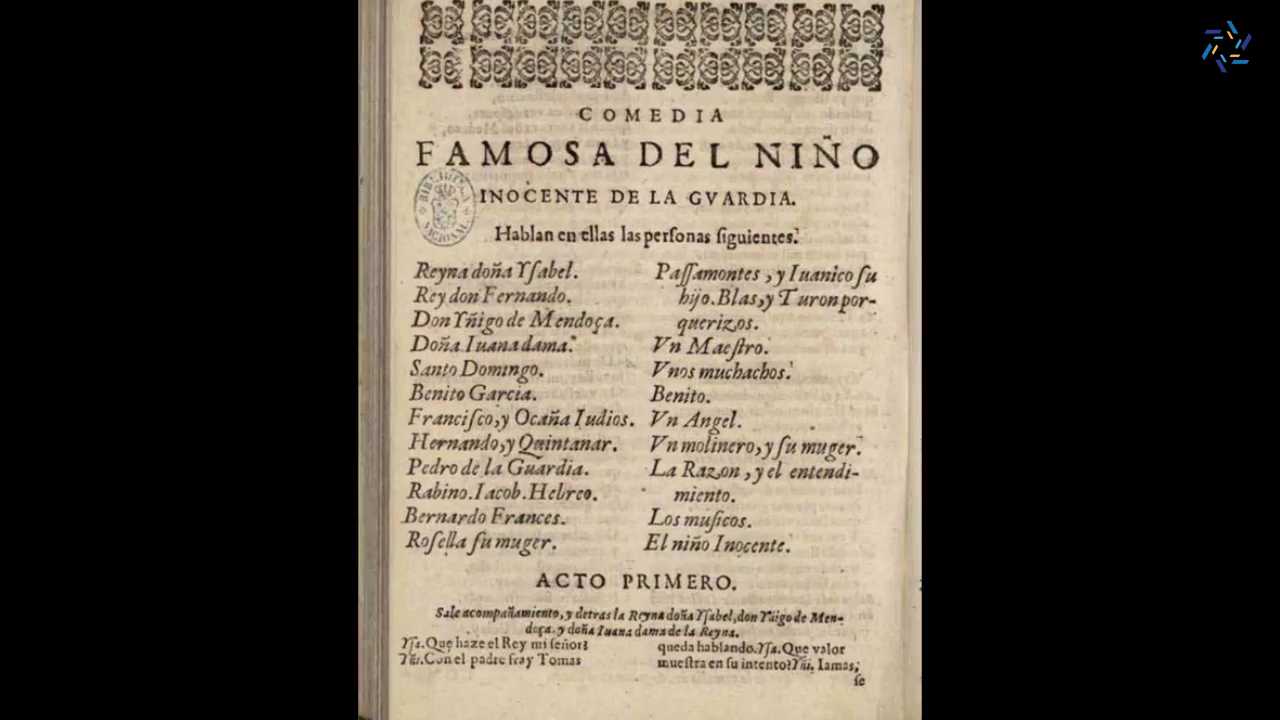 COMEDIA
FAMOSA DEL NIÑO
INOCENTE DE LA GVARDIA.
BIBLIOTECA NACIONAL
Hablan en ellas las perſonas ſiguientes.
Reyna doña Yſabel.
Rey don Fernando.
Don Yñigo de Mendoça.
Doña Iuana dama.
Santo Domingo.
Benito Garcia.
Franciſco, y Ocaña Iudios.
Hernando, y Quintanar.
Pedro de la Guardia.
Rabino. Iacob. Hebreo.
Bernardo Frances.
Roſella ſu muger.
Paſſamontes, y Iuanico ſu
hijo. Blas, y Turon por-
querizos.
Vn Maeſtro.
Vnos muchachos.
Benito.
Vn Angel.
Vn molinero, y ſu muger.
La Razon, y el entendi-
miento.
Los muſicos.
El niño Inocente.
ACTO PRIMERO.
Sale acompañamiento, y detras la Reyna doña Yſabel, don Yñigo de Men-
doça, y doña Iuana dama de la Reyna.
Yſa. Que haze el Rey mi ſeñor?
Yñi. Con el padre fray Tomas
queda hablando. Yſa. Que valor
mueſtra en ſu intento? Yñi. Iamas,
ſe